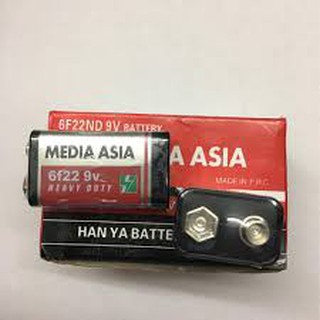 6F22ND 9V BATTERY
MEDIA ASIA
6f22 9v.
HEAVY DUTY
A ASIA
MADE IN P.R.C.
HAN YA BATTE